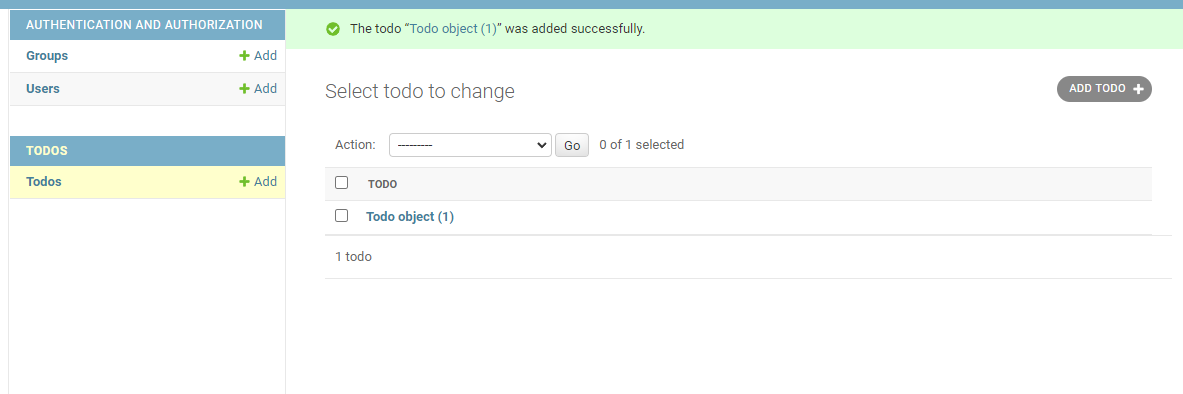 AUTHENTICATION AND AUTHORIZATION
Groups + Add
Users + Add
TODOS
Todos + Add
The todo “Todo object (1)” was added successfully.
Select todo to change
ADD TODO +
Action: --------- Go 0 of 1 selected
TODO
Todo object (1)
1 todo